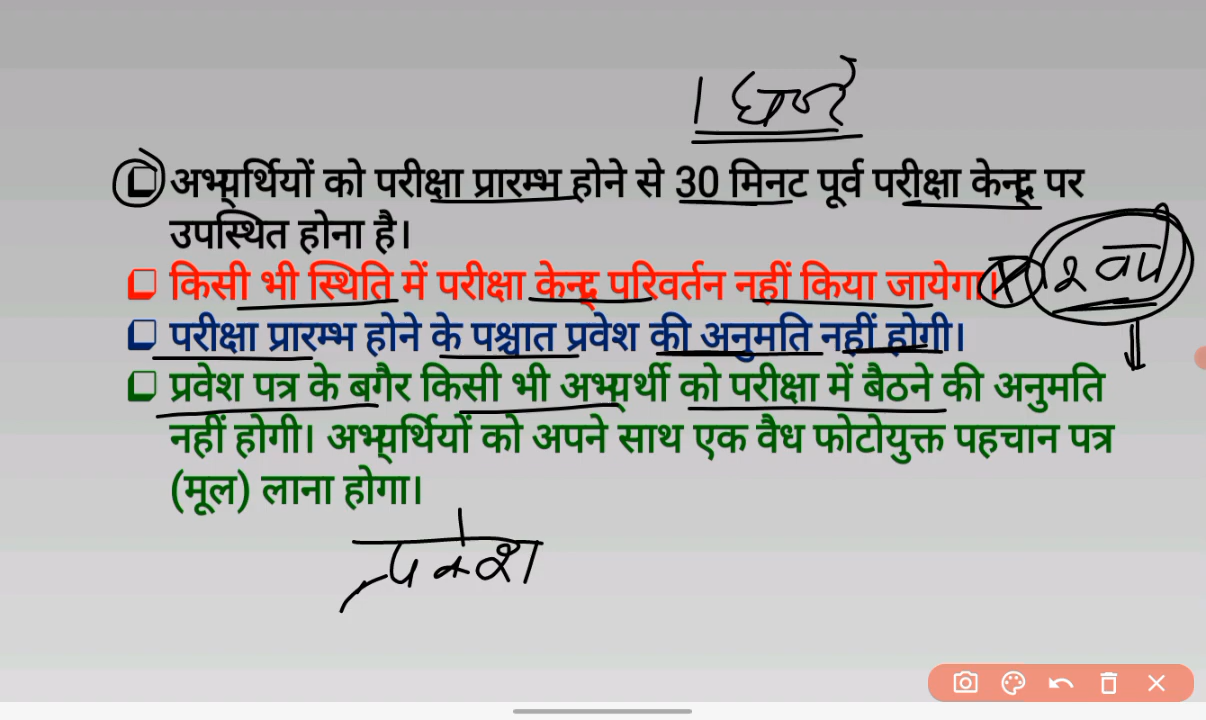 1 घण्टे
अभ्यर्थियों को परीक्षा प्रारम्भ होने से 30 मिनट पूर्व परीक्षा केन्द्र पर
उपस्थित होना है।
किसी भी स्थिति में परीक्षा केन्द्र परिवर्तन नहीं किया जायेगा।
परीक्षा प्रारम्भ होने के पश्चात प्रवेश की अनुमति नहीं होगी।
प्रवेश पत्र के बगैर किसी भी अभ्यर्थी को परीक्षा में बैठने की अनुमति
नहीं होगी। अभ्यर्थियों को अपने साथ एक वैध फोटोयुक्त पहचान पत्र
(मूल) लाना होगा।